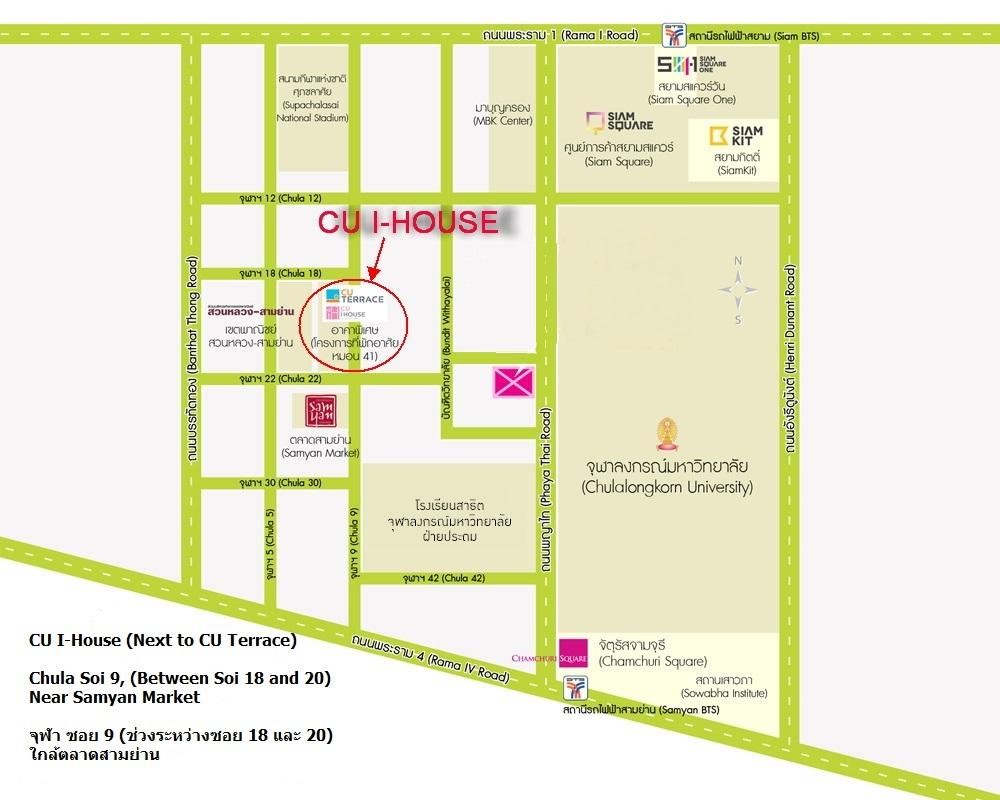 ถนนพระราม 1 (Rama I Road)
BTS
สถานีรถไฟฟ้าสยาม (Siam BTS)
สนามกีฬาแห่งชาติ
ศุภชลาศัย
(Supachalasai
National Stadium)
มาบุญครอง
(MBK Center)
SIAM
SQUARE
ONE
สยามสแควร์วัน
(Siam Square One)
SIAM
SQUARE
ศูนย์การค้าสยามสแควร์
(Siam Square)
SIAM
KIT
สยามกิตติ์
(SiamKit)
จุฬาฯ 12 (Chula 12)
CU I-HOUSE
จุฬาฯ 18 (Chula 18)
CU
TERRACE
CU
I HOUSE
อาคารพิเศษ
(โครงการที่พักอาศัย
หมอน 41)
สวนหลวง-สามย่าน
เขตพาณิชย์
สวนหลวง-สามย่าน
จุฬาฯ 22 (Chula 22)
ถนนบรรทัดทอง (Banthat Thong Road)
บัณฑิตวิทยาลัย (Bundit Withayalai)
ถนนพญาไท (Phaya Thai Road)
ถนนอังรีดูนังต์ (Henri Dunant Road)
N
S
Sam
Yan
ตลาดสามย่าน
(Samyan Market)
จุฬาลงกรณ์มหาวิทยาลัย
(Chulalongkorn University)
จุฬาฯ 30 (Chula 30)
จุฬาฯ 5 (Chula 5)
จุฬาฯ 9 (Chula 9)
โรงเรียนสาธิต
จุฬาลงกรณ์มหาวิทยาลัย
ฝ่ายประถม
จุฬาฯ 42 (Chula 42)
ถนนพระราม 4 (Rama IV Road)
CHAMCHURI SQUARE
จัตุรัสจามจุรี
(Chamchuri Square)
สถานเสาวภา
(Sowabha Institute)
BTS
สถานีรถไฟฟ้าสามย่าน (Samyan BTS)
CU I-House (Next to CU Terrace)
Chula Soi 9, (Between Soi 18 and 20)
Near Samyan Market
จุฬา ซอย 9 (ช่วงระหว่างซอย 18 และ 20)
ใกล้ตลาดสามย่าน